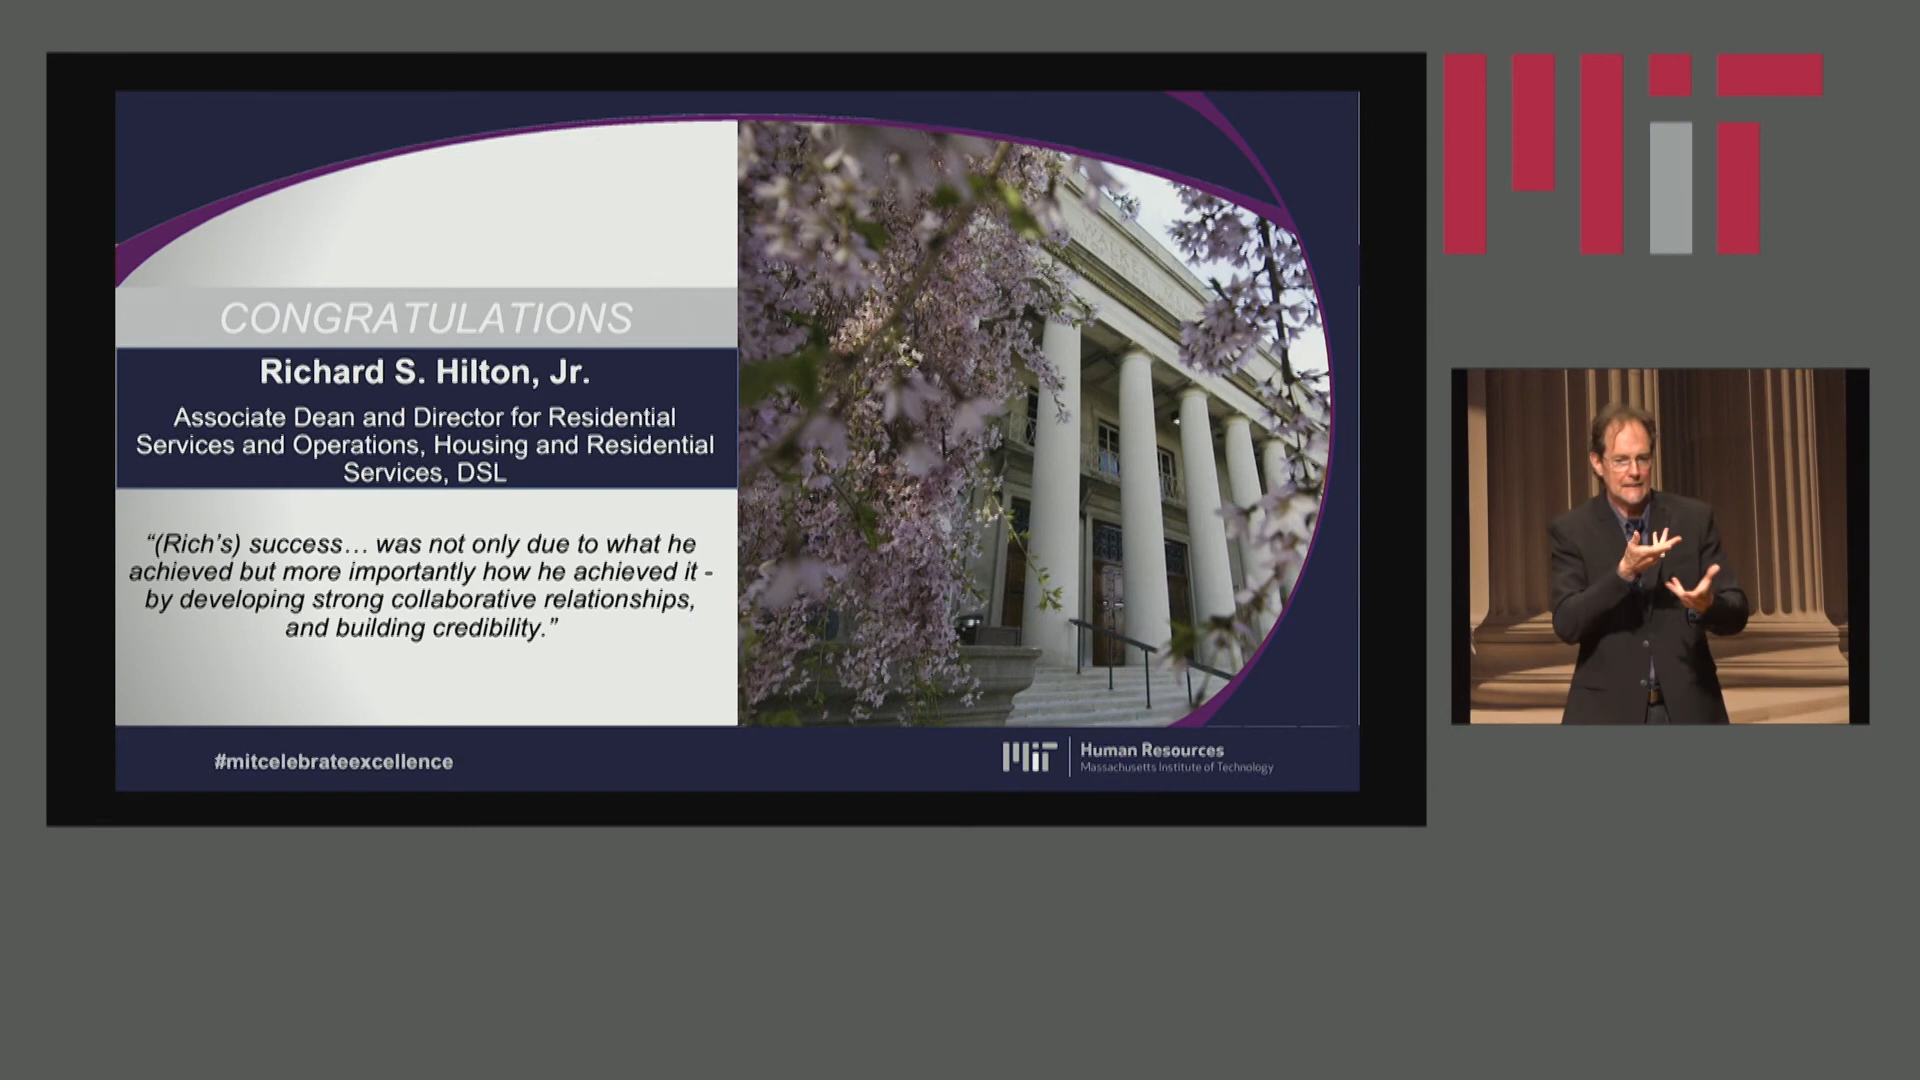 CONGRATULATIONS
Richard S. Hilton, Jr.
Associate Dean and Director for Residential
Services and Operations, Housing and Residential
Services, DSL
“(Rich’s) success… was not only due to what he
achieved but more importantly how he achieved it -
by developing strong collaborative relationships,
and building credibility.”
WALKER
#mitcelebrateexcellence
MIT
Human Resources
Massachusetts Institute of Technology
MIT